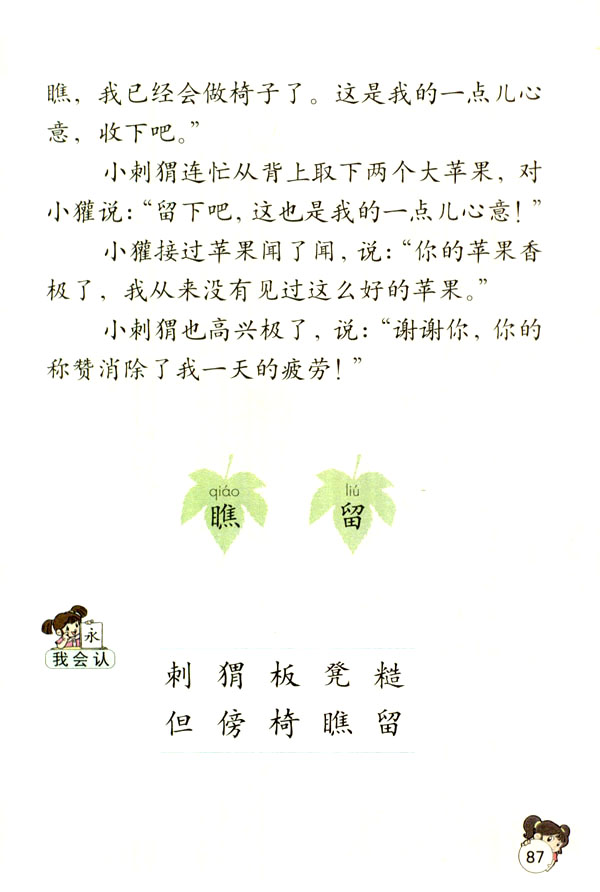 瞧，我已经会做椅子了。这是我的一点儿心
意，收下吧。”
小刺猬连忙从背上取下两个大苹果，对
小獾说：“留下吧，这也是我的一点儿心意！”
小獾接过苹果闻了闻，说：“你的苹果香
极了，我从来没有见过这么好的苹果。”
小刺猬也高兴极了，说：“谢谢你，你的
称赞消除了我一天的疲劳！”
qiáo liú
瞧 留
永
我会认
刺 猬 板 凳 糙
但 傍 椅 瞧 留
87